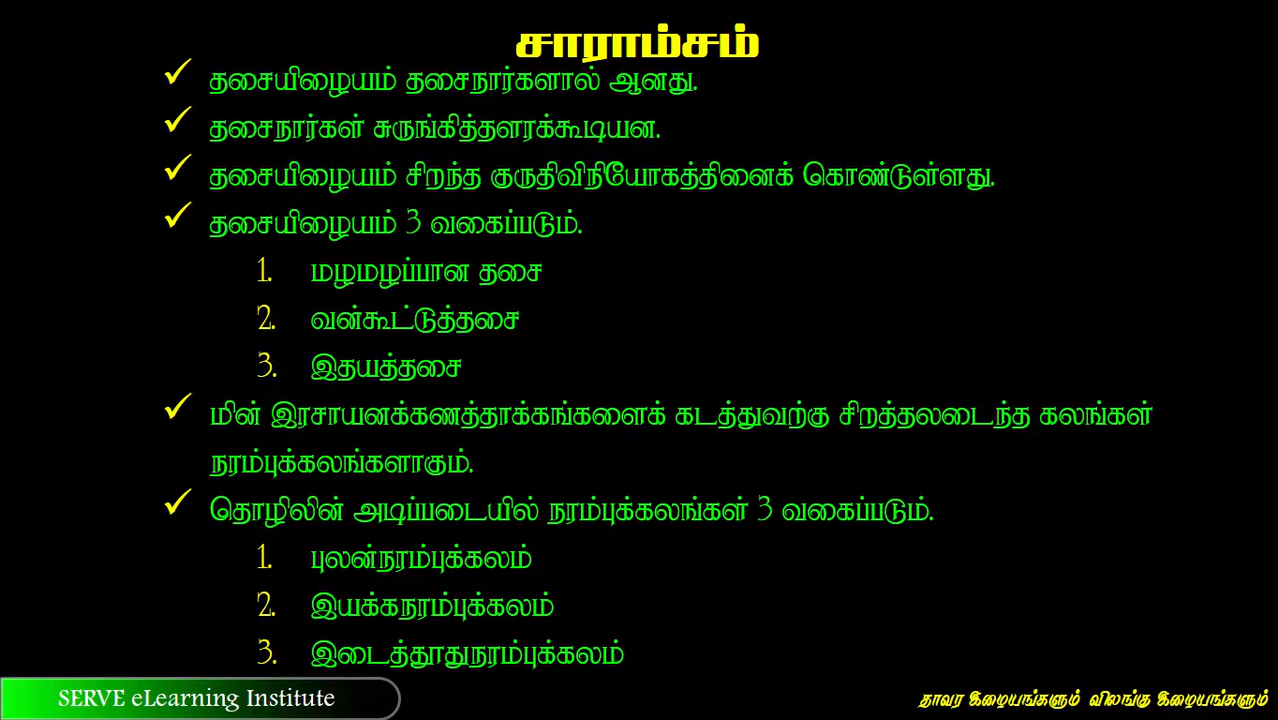 சாராம்சம்
✓ தசையிழையம் தசைநார்களால் ஆனது.
✓ தசைநார்கள் சுருங்கித்தளரக்கூடியன.
✓ தசையிழையம் சிறந்த குருதிவிநியோகத்தினைக் கொண்டுள்ளது.
✓ தசையிழையம் 3 வகைப்படும்.
1. மழமழப்பான தசை
2. வன்கூட்டுத்தசை
3. இதயத்தசை
✓ மின் இரசாயனக்கணத்தாக்கங்களைக் கடத்துவற்கு சிறத்தலடைந்த கலங்கள்
நரம்புக்கலங்களாகும்.
✓ தொழிலின் அடிப்படையில் நரம்புக்கலங்கள் 3 வகைப்படும்.
1. புலன்நரம்புக்கலம்
2. இயக்கநரம்புக்கலம்
3. இடைத்தூதுநரம்புக்கலம்
SERVE eLearning Institute
தாவர இழையங்களும் விலங்கு இழையங்களும்